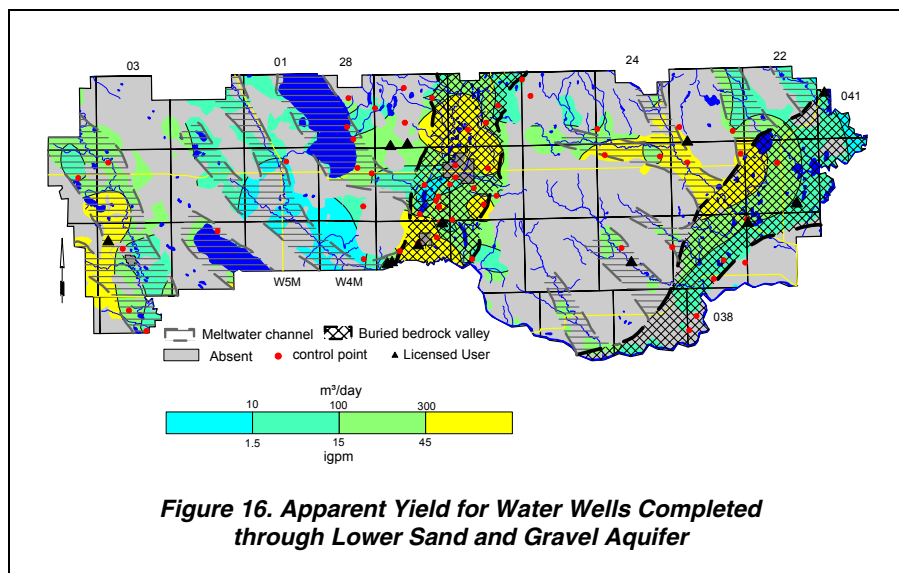 03
01
28
24
22
041
W5M
W4M
038
Meltwater channel
Buried bedrock valley
Absent
control point
Licensed User
m³/day
10
100
300
1.5
15
45
igpm
Figure 16. Apparent Yield for Water Wells Completed
through Lower Sand and Gravel Aquifer